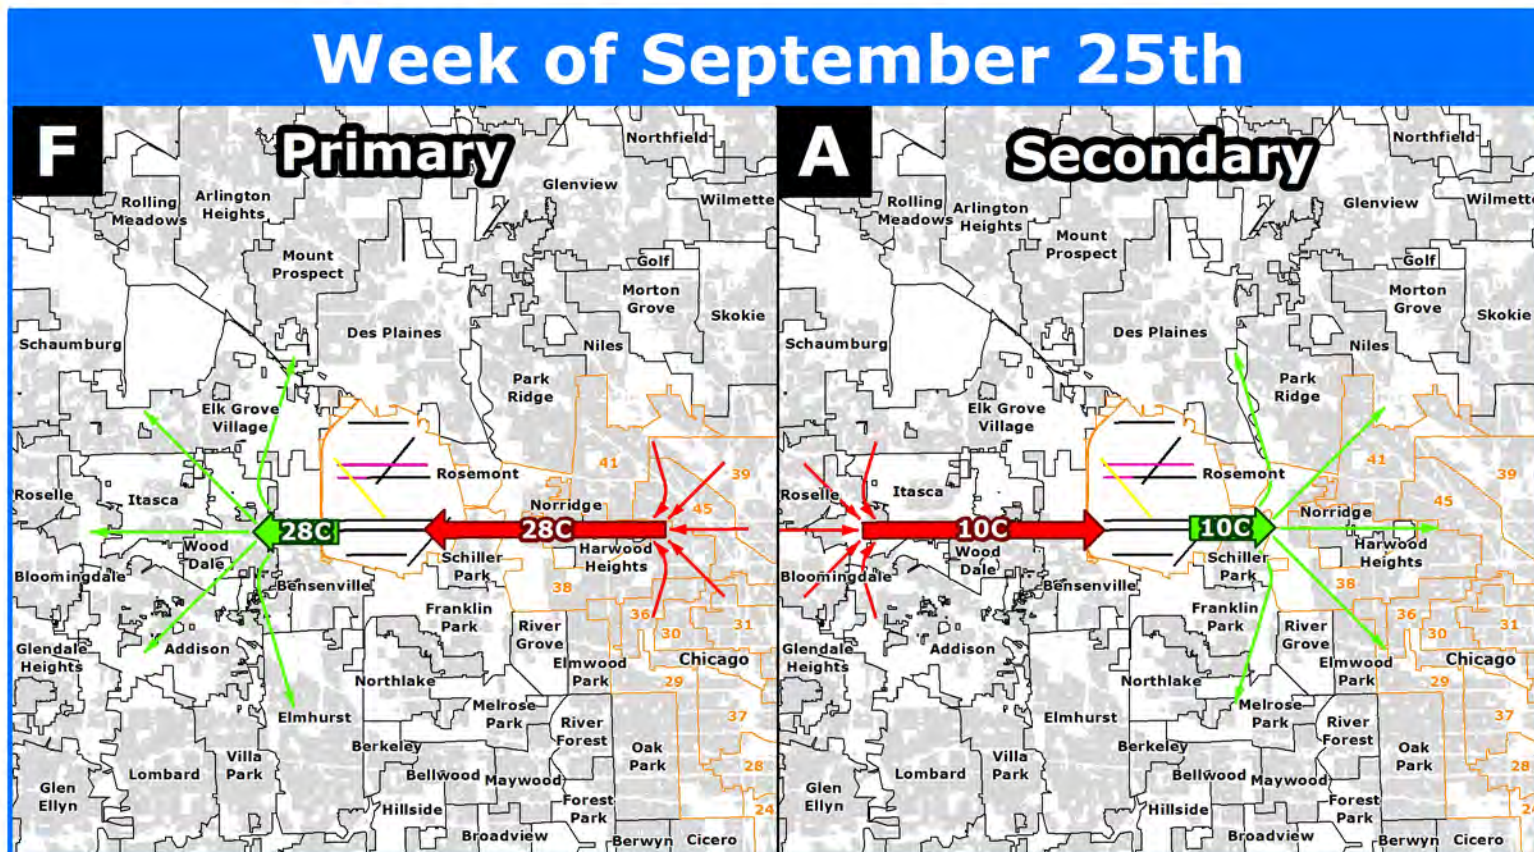 Week of September 25th
F
Primary
Northfield
Glenview
Wilmette
Rolling
Meadows
Arlington
Heights
Mount
Prospect
Golf
Morton
Grove
Skokie
Des Plaines
Schaumburg
Niles
Park
Ridge
Elk Grove
Village
41
39
Rosemont
Roselle
Itasca
Norridge
45
28C
28C
Wood
Dale
Schiller
Park
Harwood
Heights
Bloomingdale
Bensenville
38
Franklin
Park
36
31
30
River
Grove
Glendale
Heights
Addison
Elmwood
Park
Chicago
29
Northlake
Elmhurst
Melrose
Park
River
Forest
37
Berkeley
Oak
Park
Villa
Park
Lombard
Bellwood
Maywood
28
Glen
Ellyn
Hillside
Forest
Park
24
Broadview
Berwyn
Cicero
A
Secondary
Northfield
Glenview
Wilmette
Rolling
Meadows
Arlington
Heights
Mount
Prospect
Golf
Morton
Grove
Skokie
Des Plaines
Schaumburg
Niles
Park
Ridge
Elk Grove
Village
41
39
Rosemont
Roselle
Itasca
45
Norridge
10C
10C
Wood
Dale
Schiller
Park
Harwood
Heights
Bloomingdale
Bensenville
38
Franklin
Park
36
31
30
River
Grove
Glendale
Heights
Addison
Elmwood
Park
Chicago
29
Northlake
Elmhurst
Melrose
Park
River
Forest
37
Berkeley
Oak
Park
Villa
Park
Lombard
Bellwood
Maywood
28
Glen
Ellyn
Hillside
Forest
Park
24
Broadview
Berwyn
Cicero